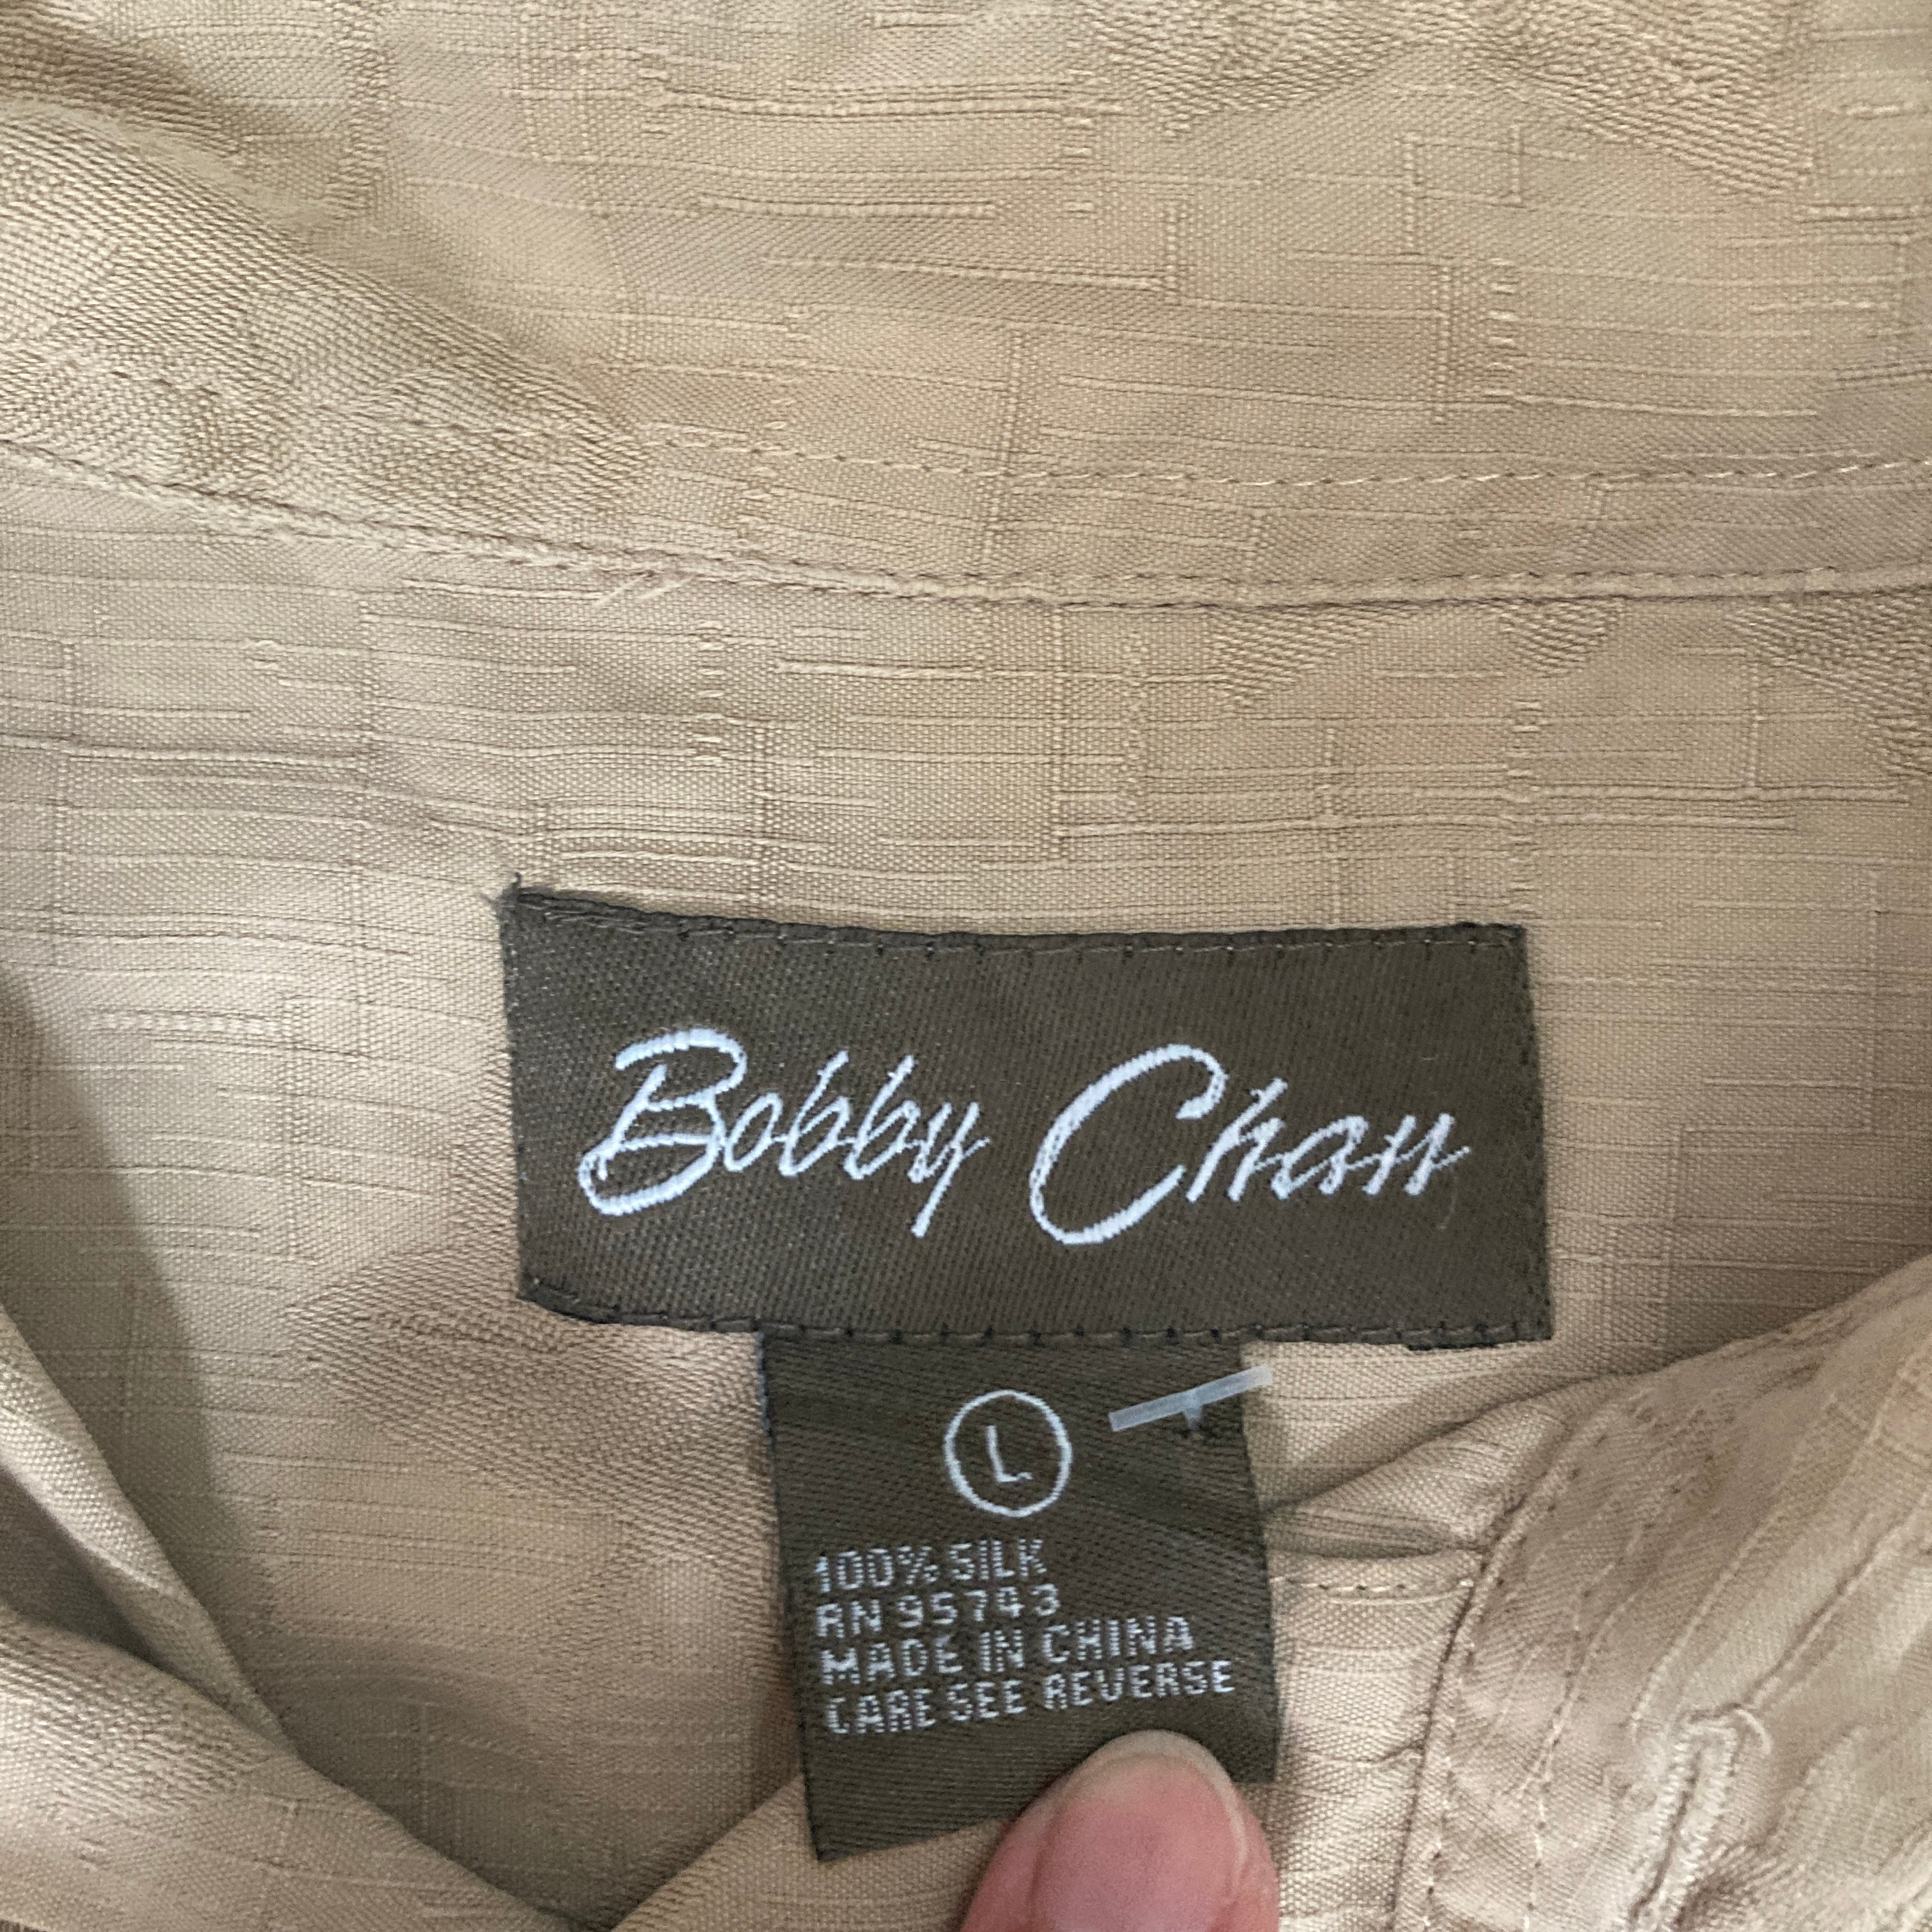 Bobby Chan
L
100% SILK
RN 95743
MADE IN CHINA
CARE SEE REVERSE